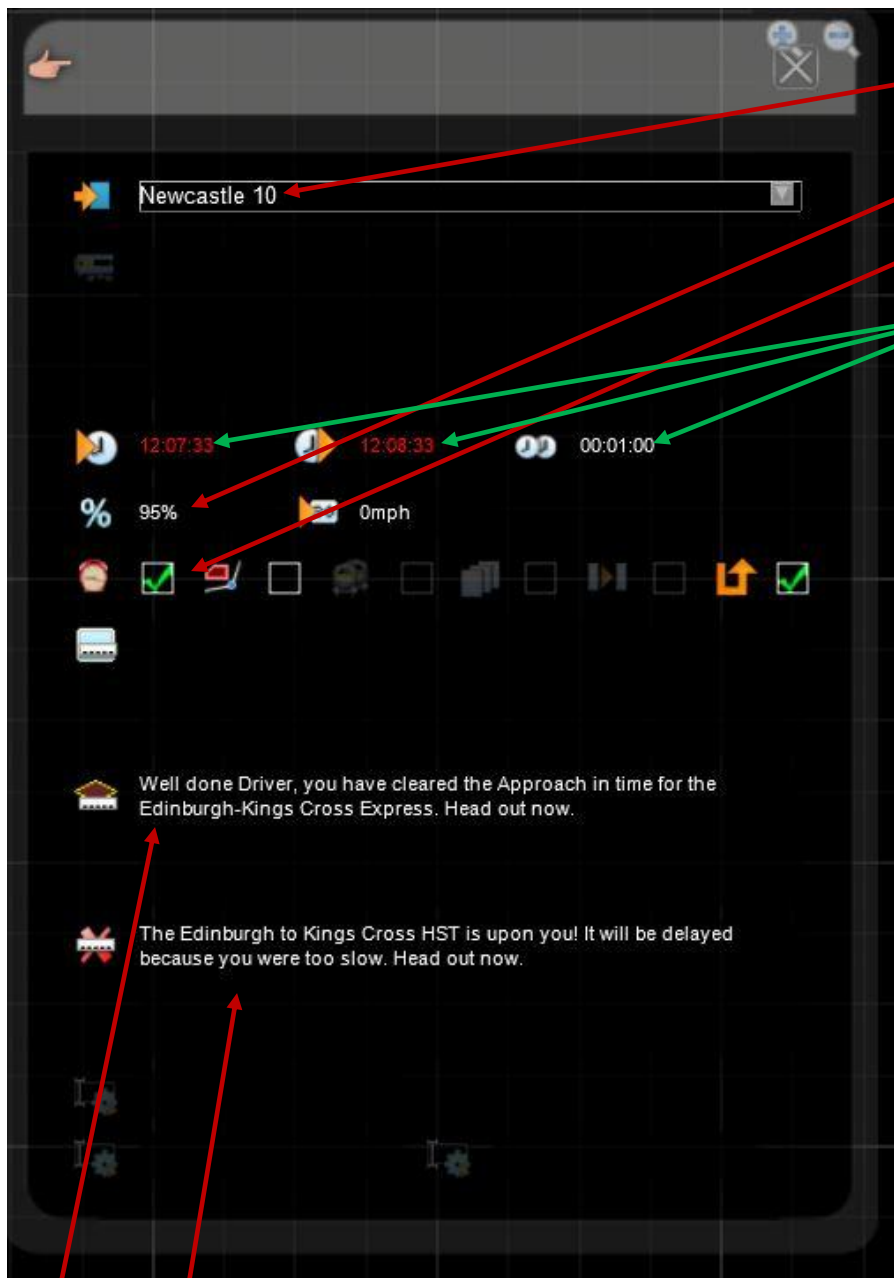 Newcastle 10
12:07:33 12:08:33 00:01:00
% 95% 0mph
Well done Driver, you have cleared the Approach in time for the
Edinburgh-Kings Cross Express. Head out now.
The Edinburgh to Kings Cross HST is upon you! It will be delayed
because you were too slow. Head out now.